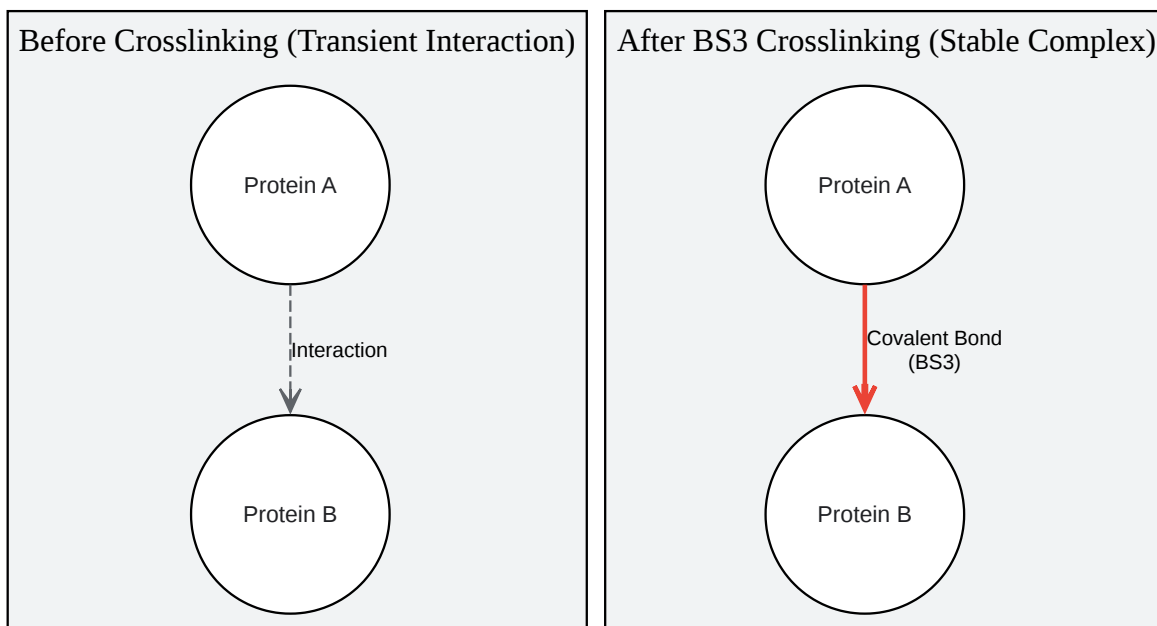 Before Crosslinking (Transient Interaction)
Protein A
Interaction
Protein B
After BS3 Crosslinking (Stable Complex)
Protein A
Covalent Bond
(BS3)
Protein B